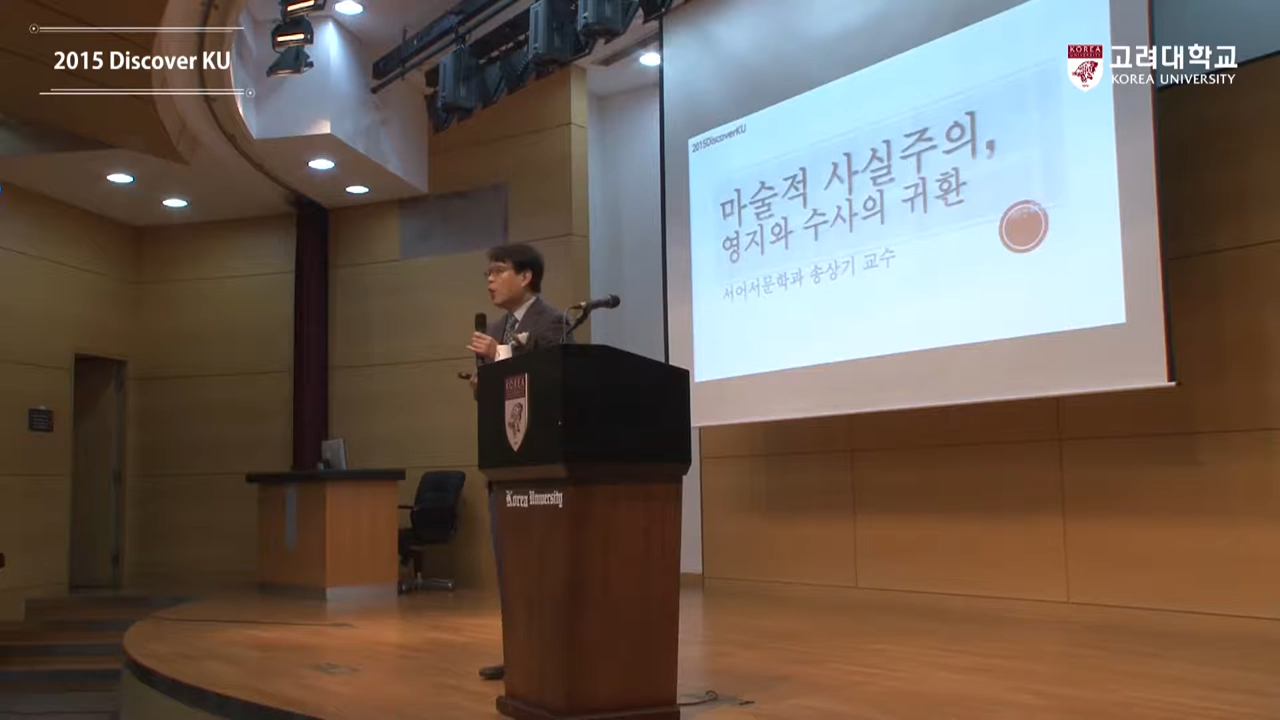 2015 Discover KU
KOREA
고려대학교
KOREA UNIVERSITY
2015DiscoverKU
마술적 사실주의,
영지와 수사의 귀환
서어서문학과 송상기 교수
KOREA
Korea University